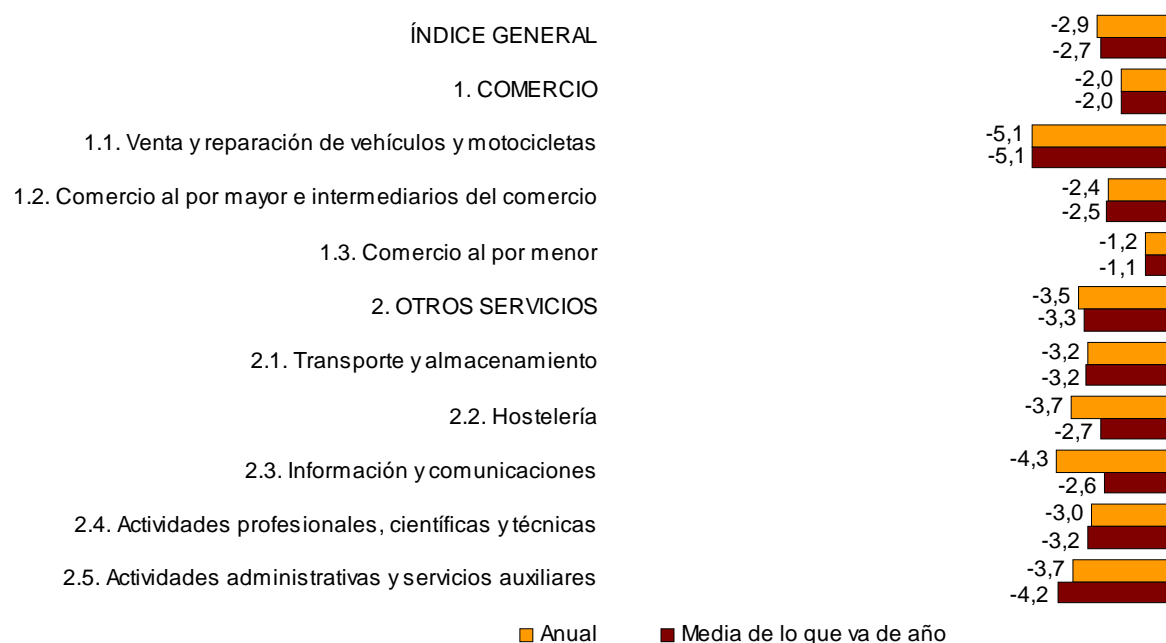 ÍNDICE GENERAL
-2,9
-2,7
1. COMERCIO
-2,0
-2,0
1.1. Venta y reparación de vehículos y motocicletas
-5,1
-5,1
1.2. Comercio al por mayor e intermediarios del comercio
-2,4
-2,5
1.3. Comercio al por menor
-1,2
-1,1
2. OTROS SERVICIOS
-3,5
-3,3
2.1. Transporte y almacenamiento
-3,2
-3,2
2.2. Hostelería
-3,7
-2,7
2.3. Información y comunicaciones
-4,3
-2,6
2.4. Actividades profesionales, científicas y técnicas
-3,0
-3,2
2.5. Actividades administrativas y servicios auxiliares
-3,7
-4,2
Anual
Media de lo que va de año